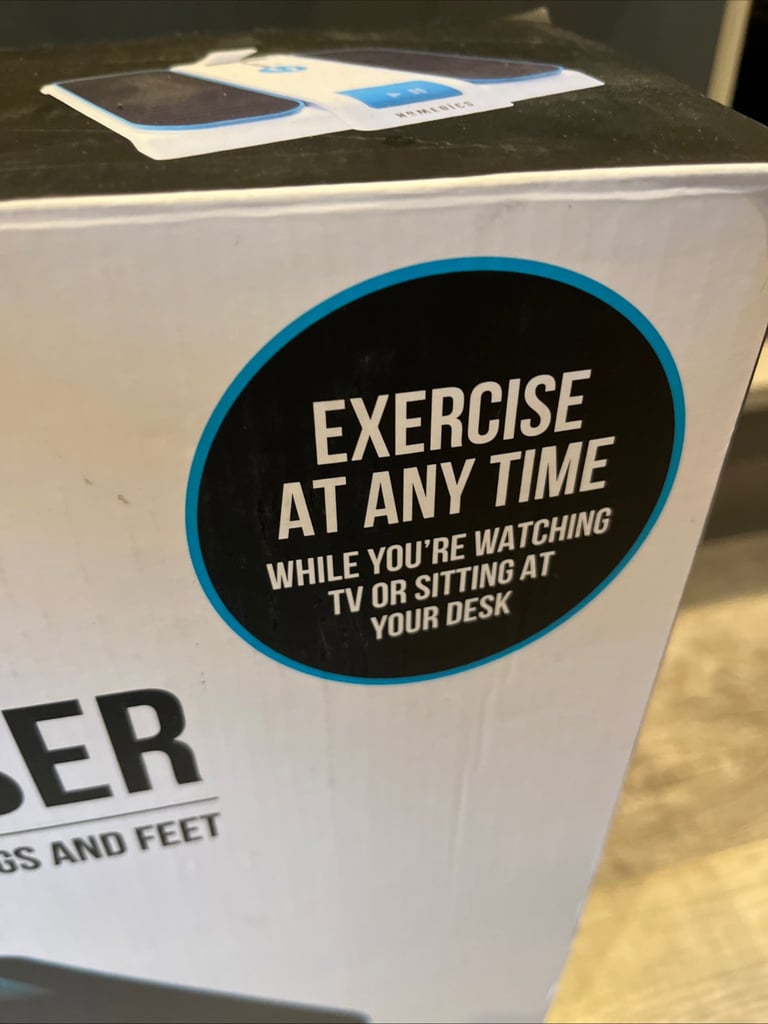 HOMEDICS
EXERCISE
AT ANY TIME
WHILE YOU'RE WATCHING
TV OR SITTING AT
YOUR DESK
SER
GS AND FEET